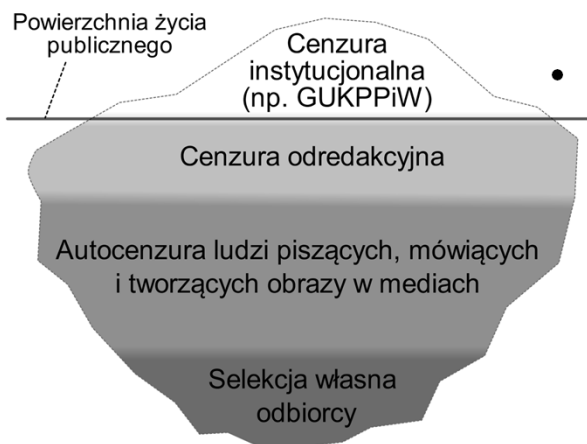 Powierzchnia życia
publicznego
Cenzura
instytucjonalna
(np. GUKPPiW)
Cenzura odredakcyjna
Autocenzura ludzi piszących, mówiących
i tworzących obrazy w mediach
Selekcja własna
odbiorcy